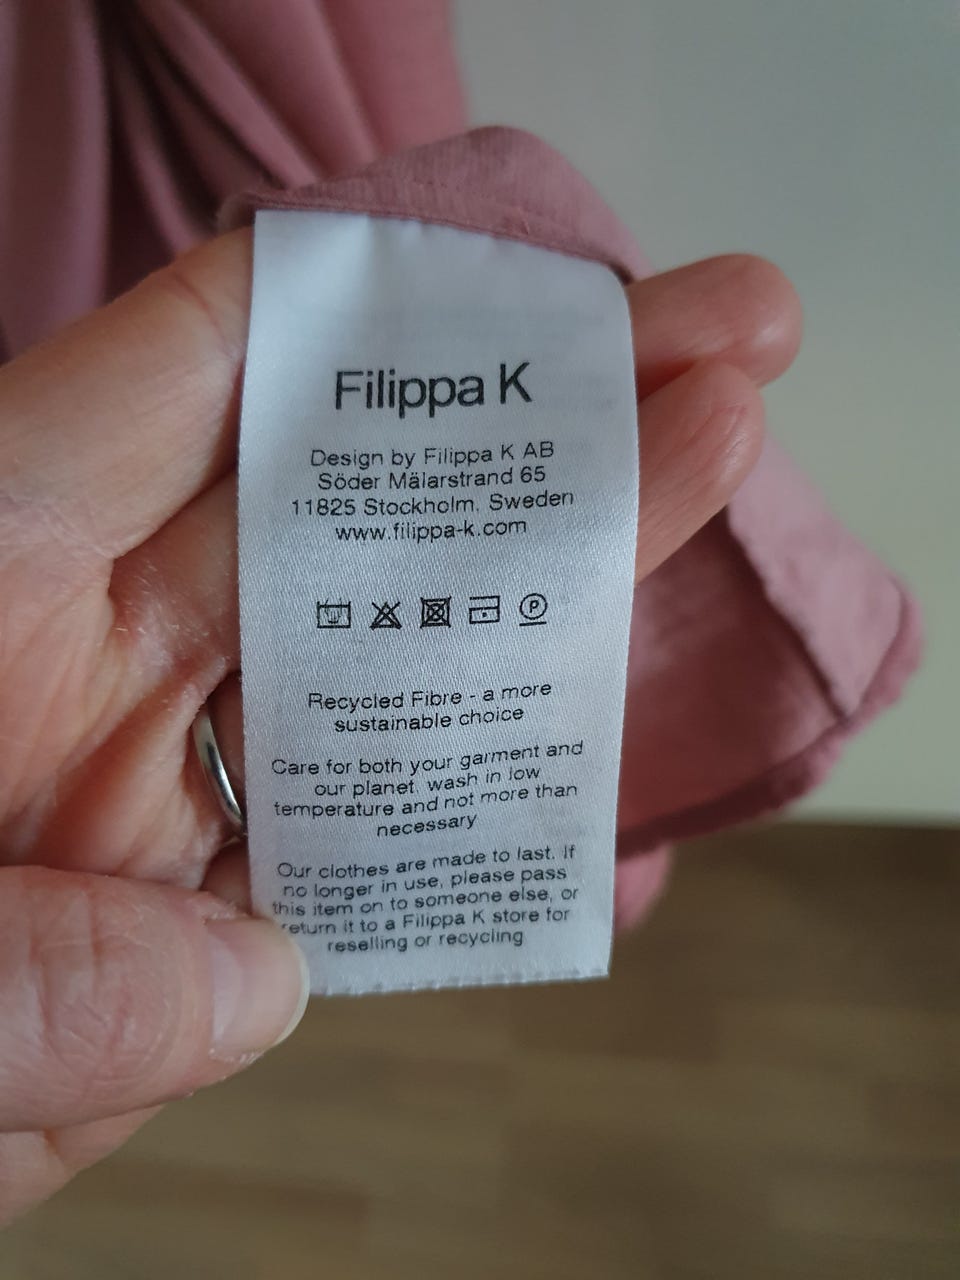 Filippa K
Design by Filippa K AB
Söder Mälarstrand 65
11825 Stockholm, Sweden
www.filippa-k.com
P
Recycled Fibre - a more
sustainable choice
Care for both your garment and
our planet, wash in low
temperature and not more than
necessary
Our clothes are made to last. If
no longer in use, please pass
this item on to someone else, or
return it to a Filippa K store for
reselling or recycling